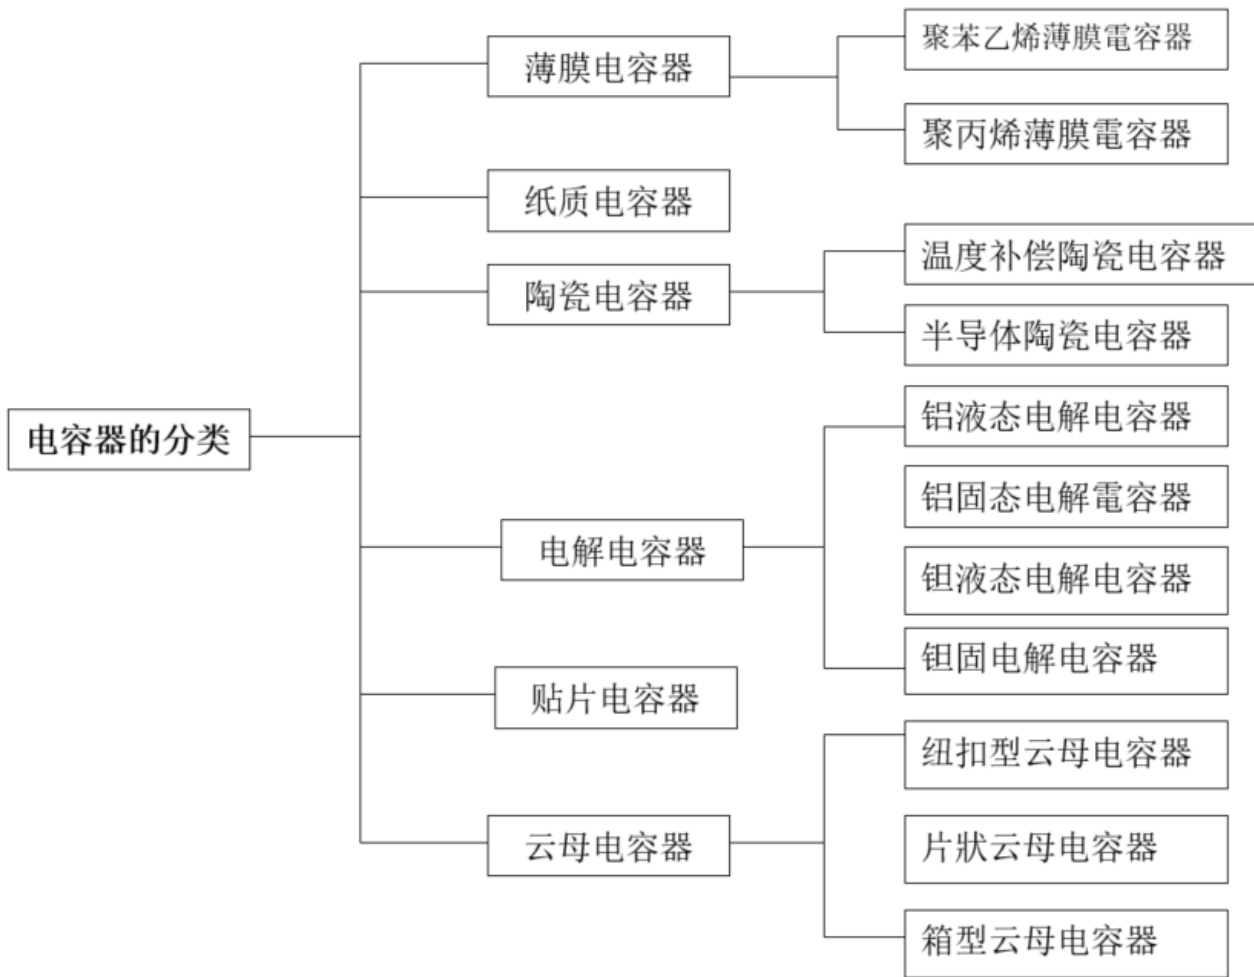 电容器的分类
薄膜电容器
聚苯乙烯薄膜電容器
聚丙烯薄膜電容器
纸质电容器
陶瓷电容器
温度补偿陶瓷电容器
半导体陶瓷电容器
电解电容器
铝液态电解电容器
铝固态电解電容器
钽液态电解电容器
钽固电解电容器
贴片电容器
云母电容器
纽扣型云母电容器
片狀云母电容器
箱型云母电容器